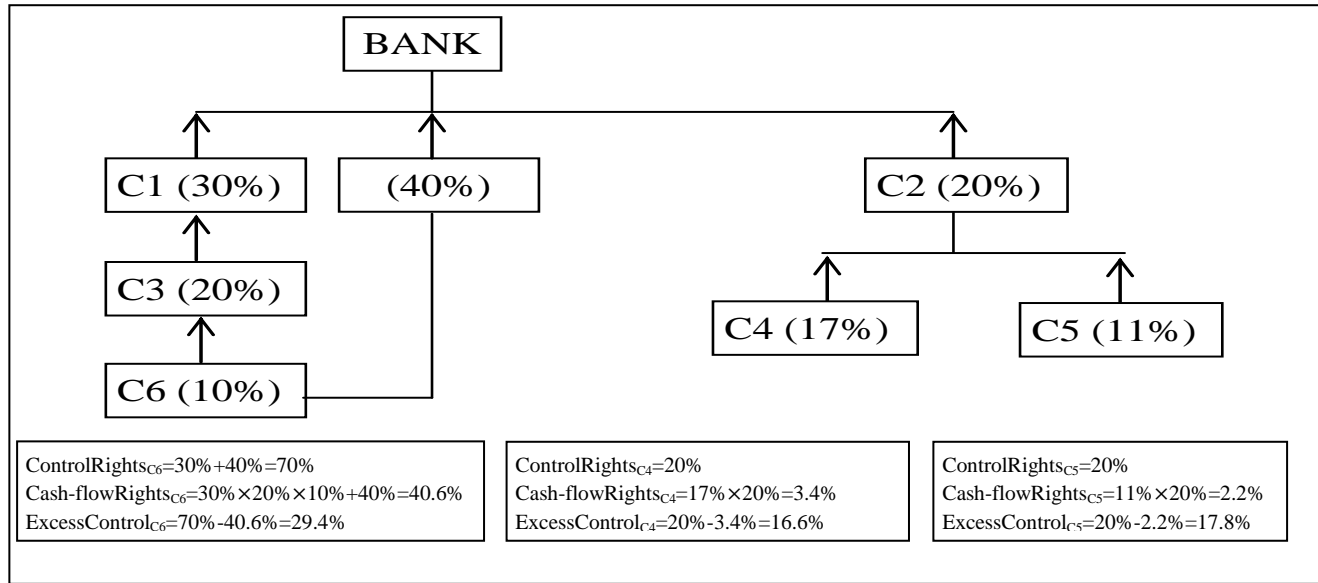 BANK
C1 (30%)
(40%)
C2 (20%)
C3 (20%)
C4 (17%)
C5 (11%)
C6 (10%)
ControlRightsC6=30%+40%=70%
Cash-flowRightsC6=30%×20%×10%+40%=40.6%
ExcessControlC6=70%-40.6%=29.4%
ControlRightsC4=20%
Cash-flowRightsC4=17%×20%=3.4%
ExcessControlC4=20%-3.4%=16.6%
ControlRightsC5=20%
Cash-flowRightsC5=11%×20%=2.2%
ExcessControlC5=20%-2.2%=17.8%